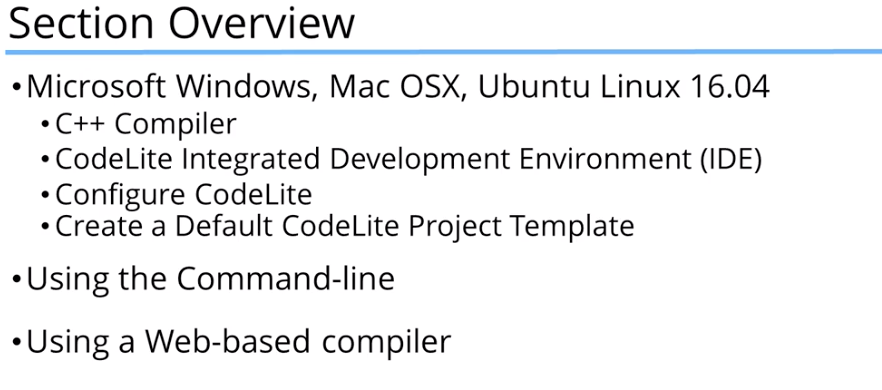 Section Overview
•Microsoft Windows, Mac OSX, Ubuntu Linux 16.04
•C++ Compiler
•CodeLite Integrated Development Environment (IDE)
•Configure CodeLite
•Create a Default CodeLite Project Template
•Using the Command-line
•Using a Web-based compiler